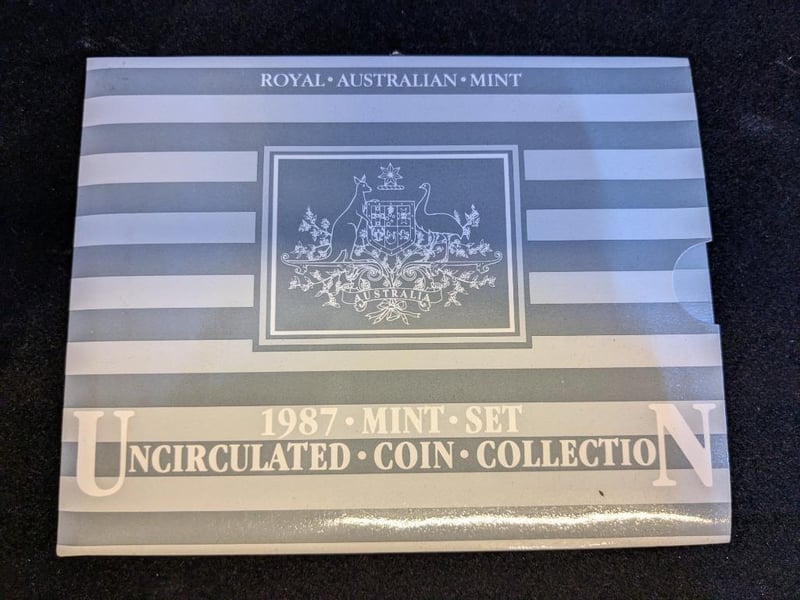 ROYAL • AUSTRALIAN • MINT
AUSTRALIA
1987 • MINT • SET
UNCIRCULATED • COIN • COLLECTION